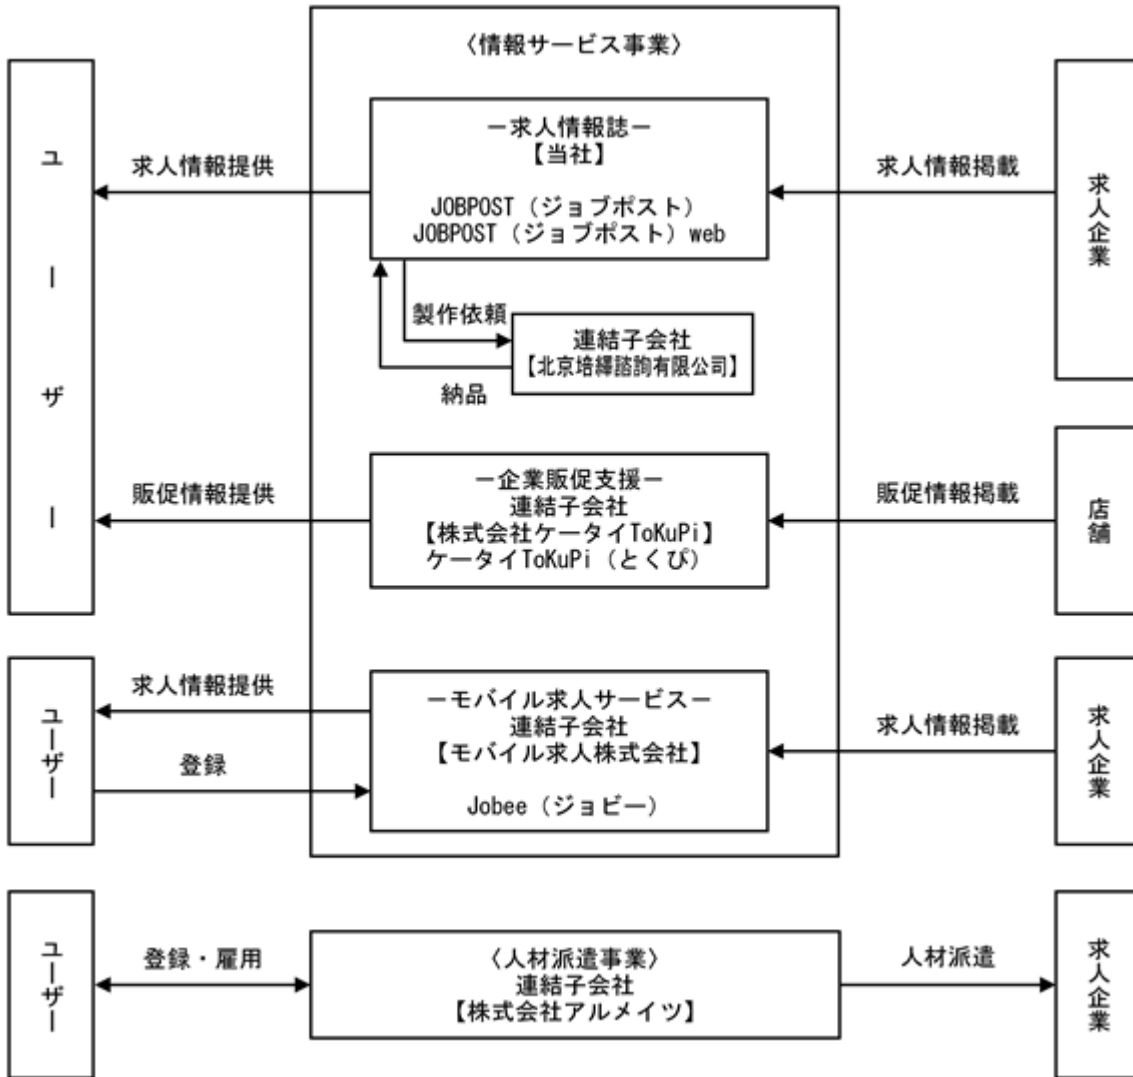 〈情報サービス事業〉
ユーザー
求人情報提供
－求人情報誌－
【当社】
JOBPOST（ジョブポスト）
JOBPOST（ジョブポスト）web
求人情報掲載
求人企業
製作依頼
連結子会社
【北京培繹諮詢有限公司】
納品
販促情報提供
－企業販促支援－
連結子会社
【株式会社ケータイToKuPi】
ケータイToKuPi（とくぴ）
販促情報掲載
店舗
ユーザー
求人情報提供
登録
－モバイル求人サービス－
連結子会社
【モバイル求人株式会社】
Jobee（ジョビー）
求人情報掲載
求人企業
ユーザー
登録・雇用
〈人材派遣事業〉
連結子会社
【株式会社アルメイツ】
人材派遣
求人企業